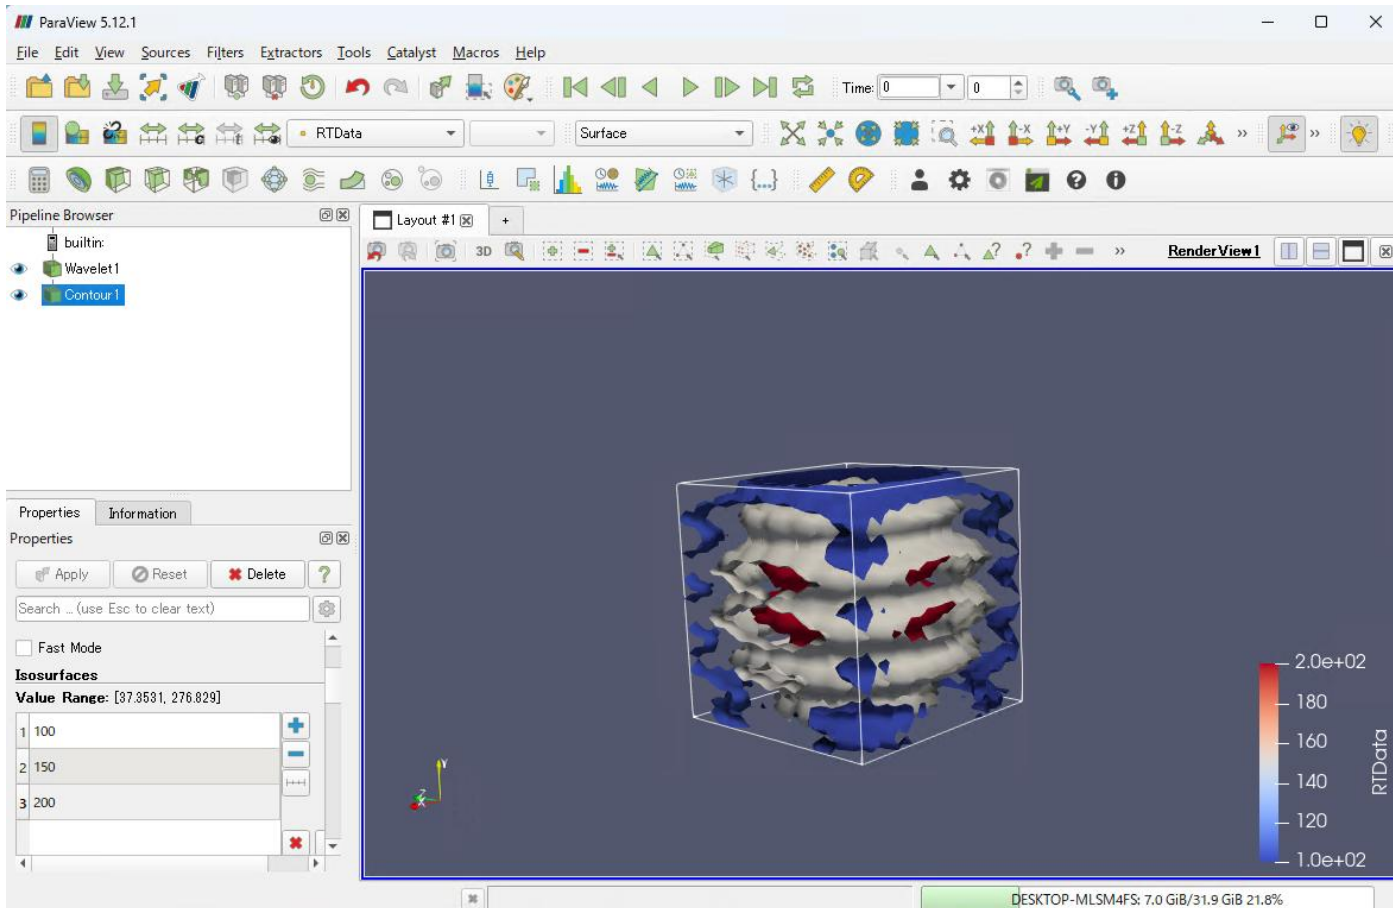 ParaView 5.12.1
File Edit View Sources Filters Extractors Tools Catalyst Macros Help
Time: 0 0
RTData Surface +X -X +Y -Y +Z -Z »  »
{...}
Pipeline Browser
Layout #1 +
builtin:
3D » RenderView1
Wavelet1
Contour1
Properties Information
Properties
Apply Reset Delete ?
Search ... (use Esc to clear text)
Fast Mode
Isosurfaces
Value Range: [37.3531, 276.829]
1 100
2 150
3 200
Y
Z
X
2.0e+02
180
160
140
120
1.0e+02
RTData
DESKTOP-MLSM4FS: 7.0 GiB/31.9 GiB 21.8%